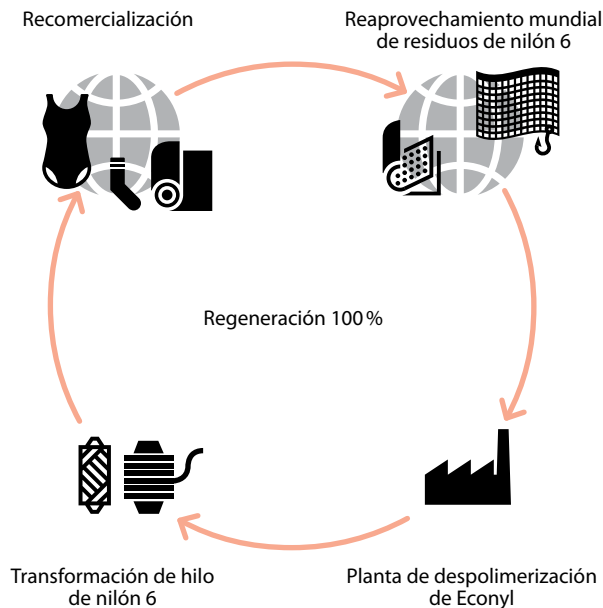 Recomercialización
Reaprovechamiento mundial
de residuos de nilón 6
Regeneración 100 %
Transformación de hilo
de nilón 6
Planta de despolimerización
de Econyl